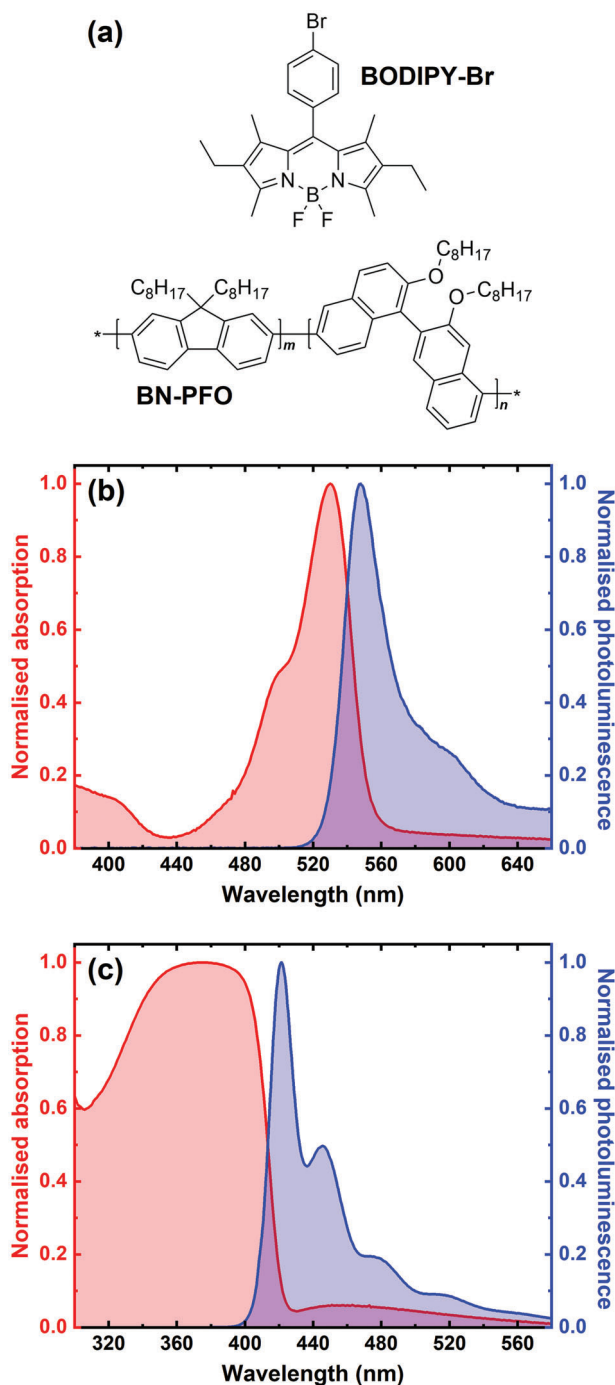 (a)
Br
BODIPY-Br
N
N
B
F
F
C₈H₁₇
O
C₈H₁₇
C₈H₁₇
C₈H₁₇
O
*
m
n
*
BN-PFO
(b)
Normalised absorption
1.0
0.8
0.6
0.4
0.2
0.0
1.0
0.8
0.6
0.4
0.2
0.0
Normalised photoluminescence
400 440 480 520 560 600 640
Wavelength (nm)
(c)
Normalised absorption
1.0
0.8
0.6
0.4
0.2
0.0
1.0
0.8
0.6
0.4
0.2
0.0
Normalised photoluminescence
320 360 400 440 480 520 560
Wavelength (nm)